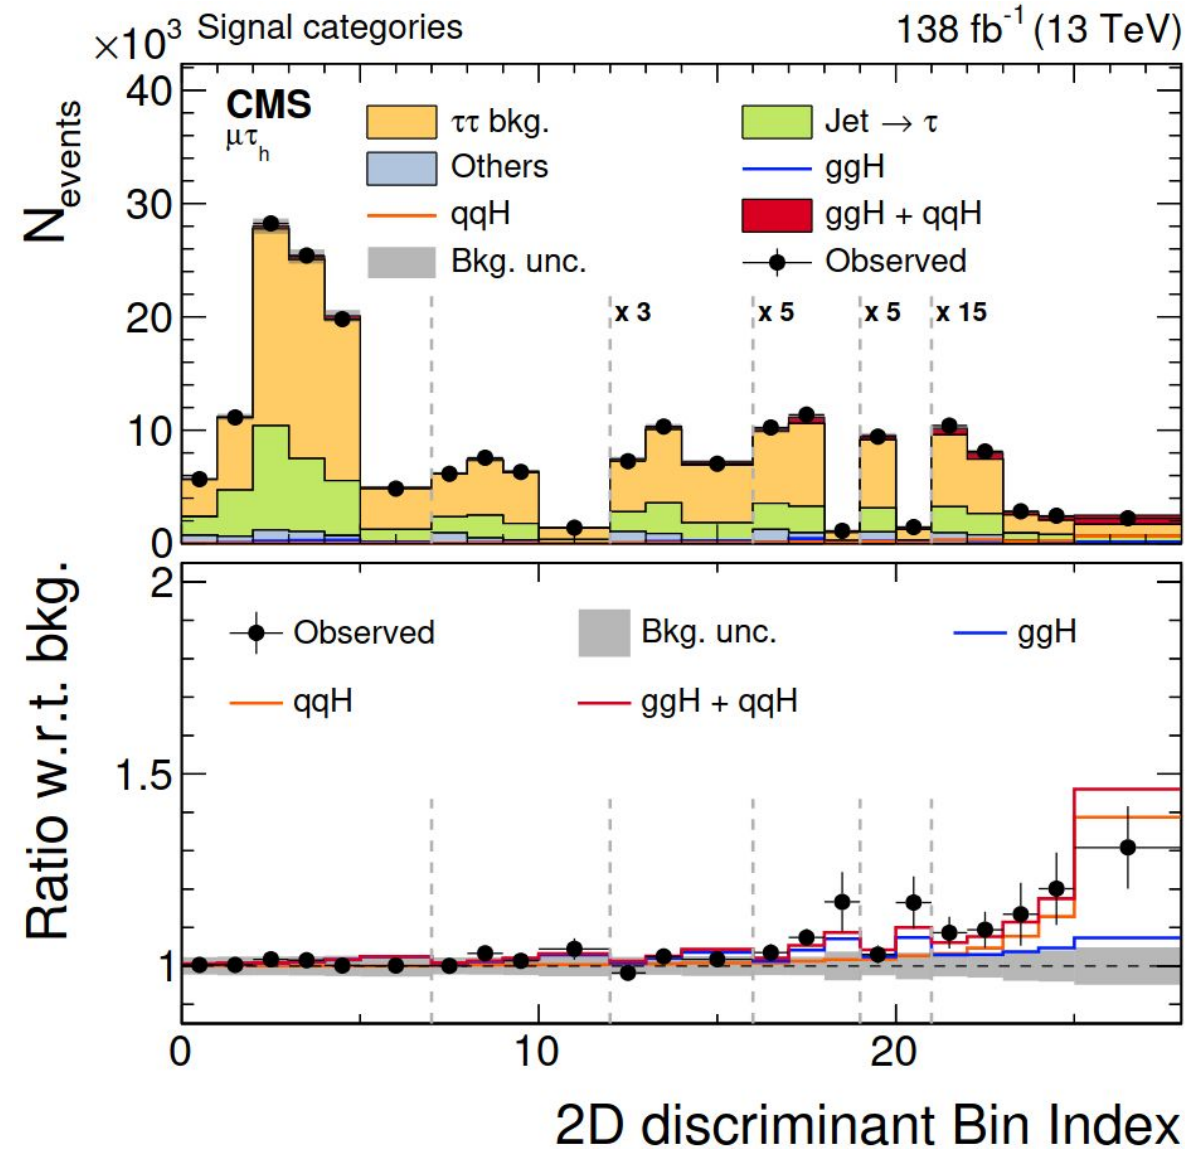 ×10³ Signal categories 138 fb⁻¹ (13 TeV)
CMS
μτh
ττ bkg. Jet → τ
Others ggH
qqH ggH + qqH
Bkg. unc. Observed
x 3 x 5 x 5 x 15
Nevents
40
30
20
10
0
Observed Bkg. unc. ggH
qqH ggH + qqH
Ratio w.r.t. bkg.
2
1.5
1
0 10 20
2D discriminant Bin Index